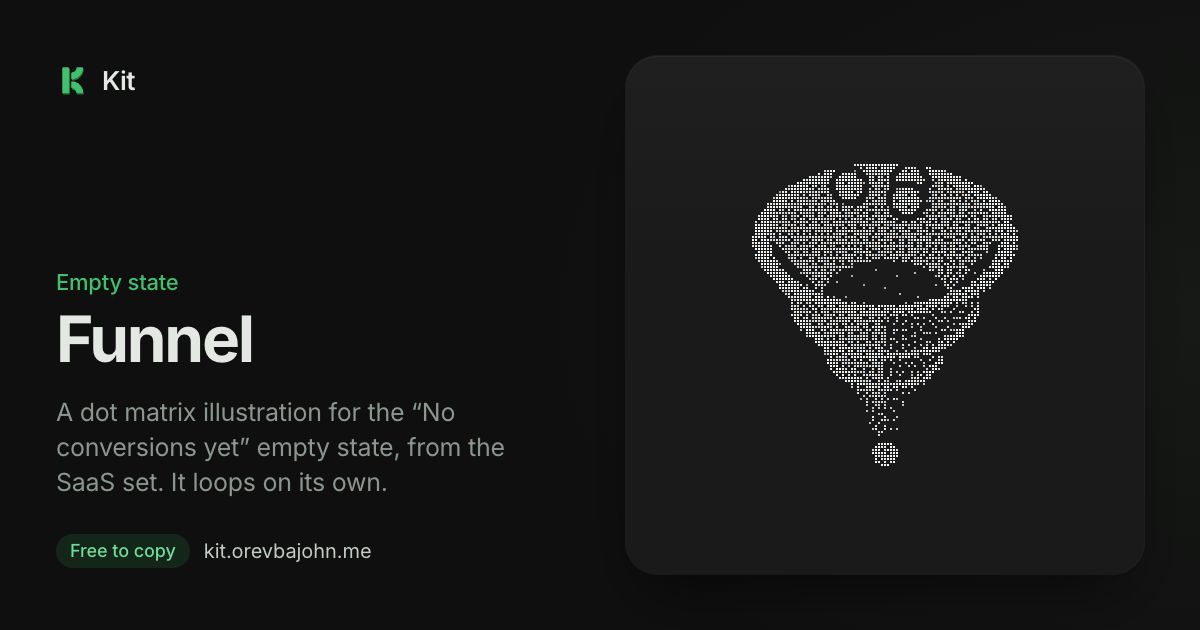 Kit
Empty state
Funnel
A dot matrix illustration for the “No
conversions yet” empty state, from the
SaaS set. It loops on its own.
Free to copy
kit.orevbajohn.me